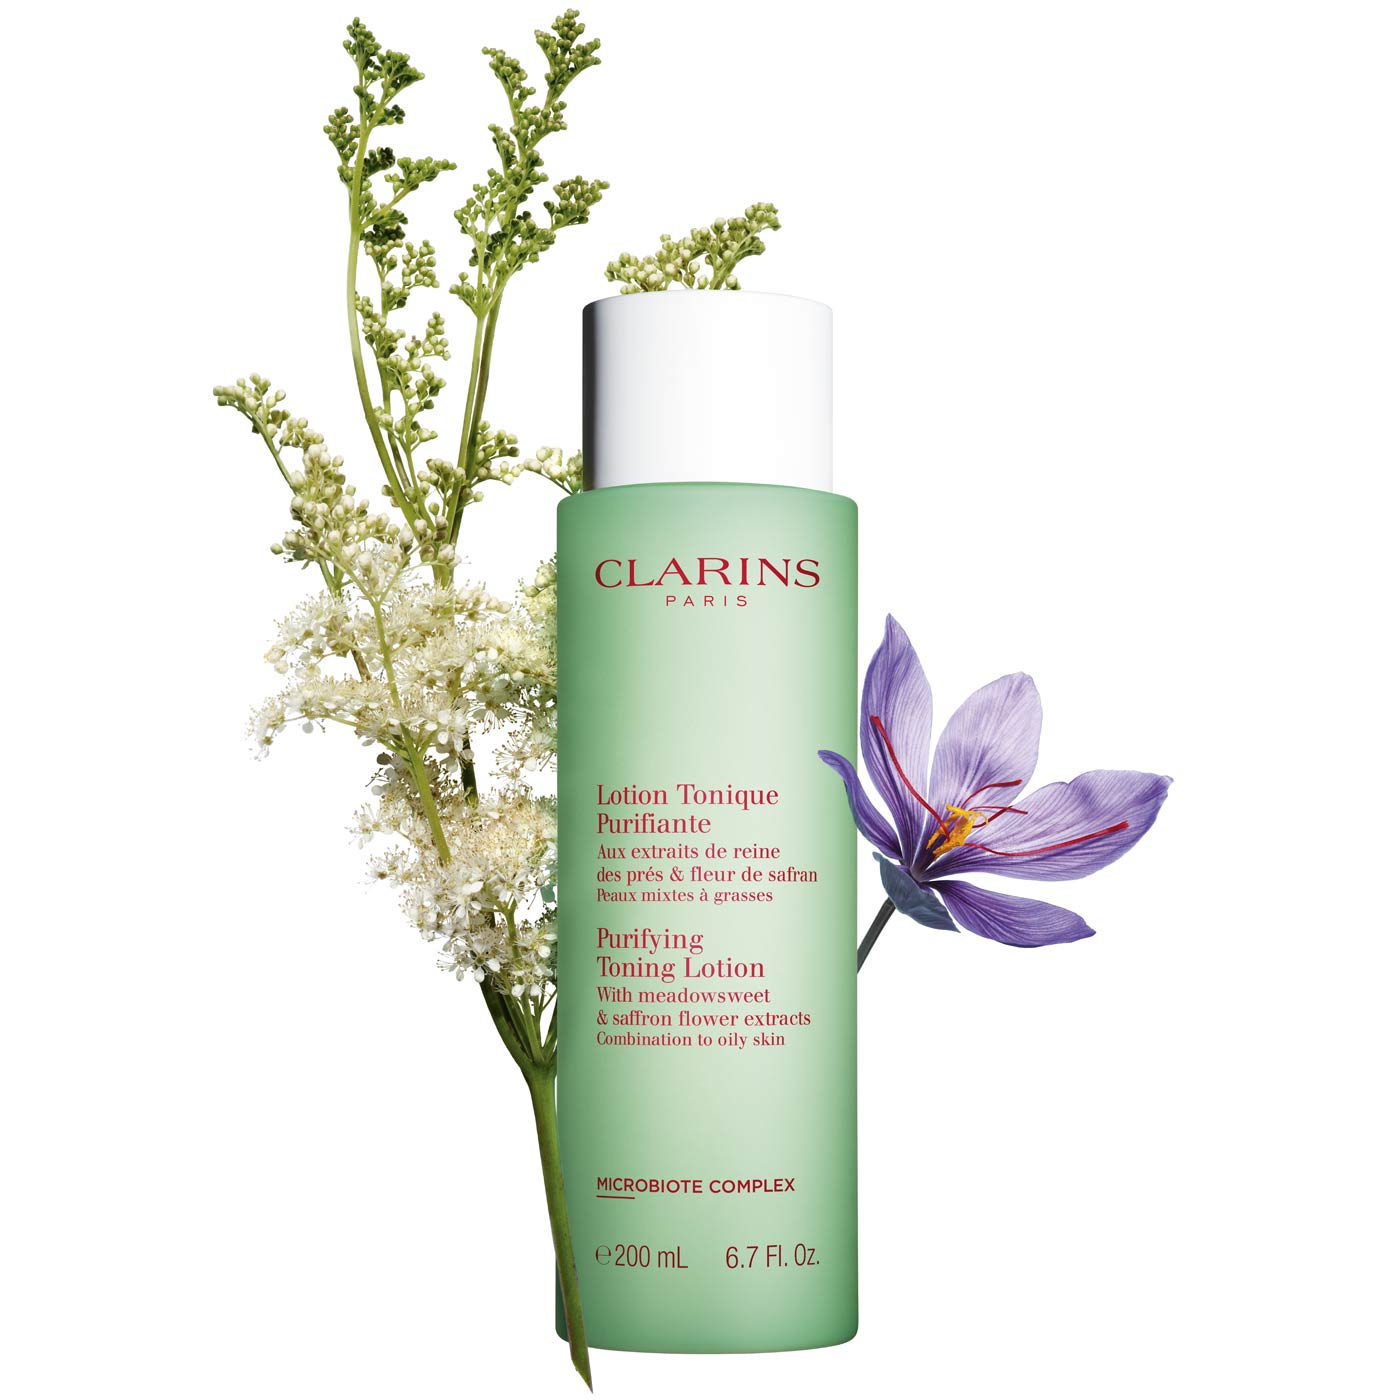 CLARINS
PARIS
Lotion Tonique
Purifiante
Aux extraits de reine
des prés & fleur de safran
Peaux mixtes à grasses
Purifying
Toning Lotion
With meadowsweet
& saffron flower extracts
Combination to oily skin
MICROBIOTE COMPLEX
℮200 mL 6.7 Fl. Oz.